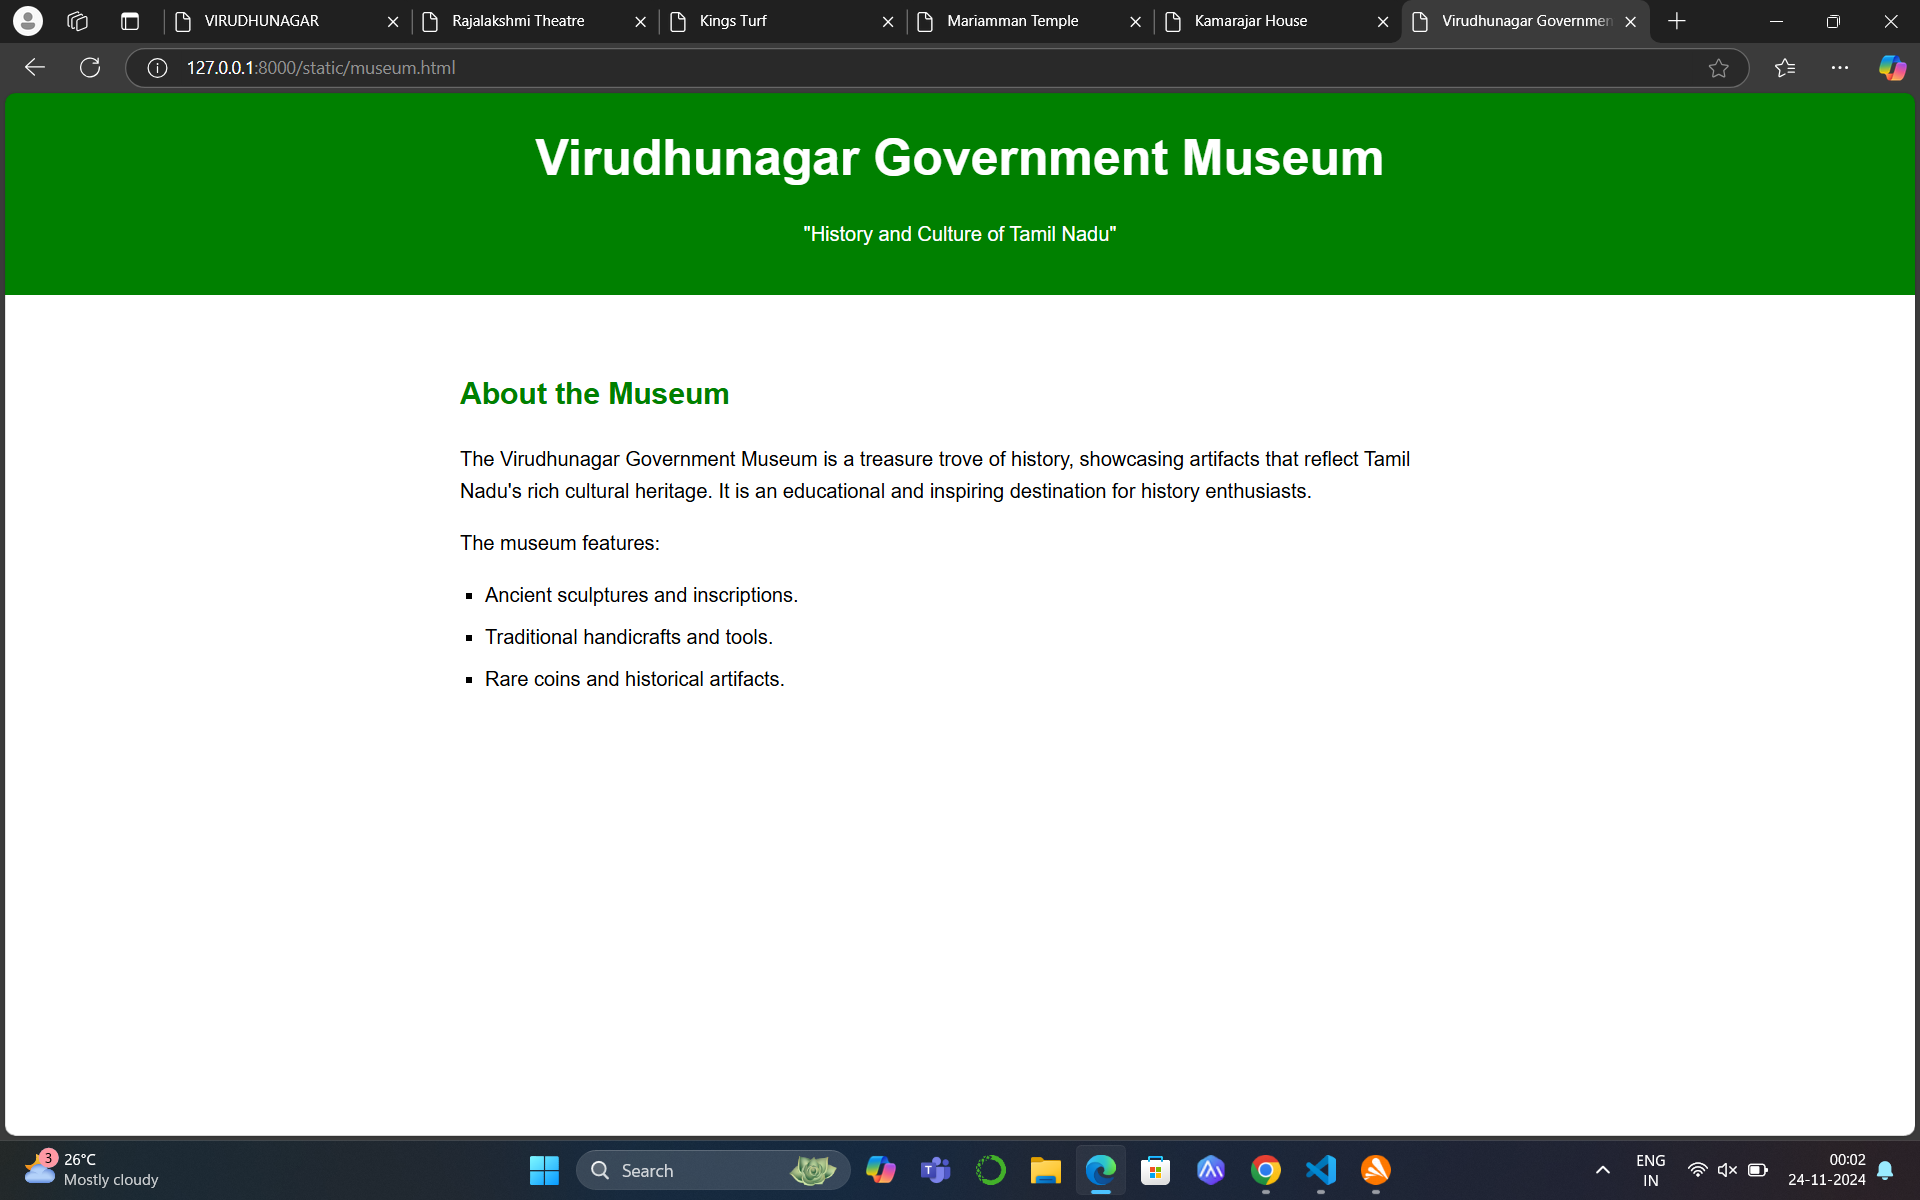 VIRUDHUNAGAR
Rajalakshmi Theatre
Kings Turf
Mariamman Temple
Kamarajar House
Virudhunagar Governmen
127.0.0.1:8000/static/museum.html
Virudhunagar Government Museum
"History and Culture of Tamil Nadu"
About the Museum
The Virudhunagar Government Museum is a treasure trove of history, showcasing artifacts that reflect Tamil
Nadu's rich cultural heritage. It is an educational and inspiring destination for history enthusiasts.
The museum features:
Ancient sculptures and inscriptions.
Traditional handicrafts and tools.
Rare coins and historical artifacts.
3
26°C
Mostly cloudy
Search
ENG
IN
00:02
24-11-2024